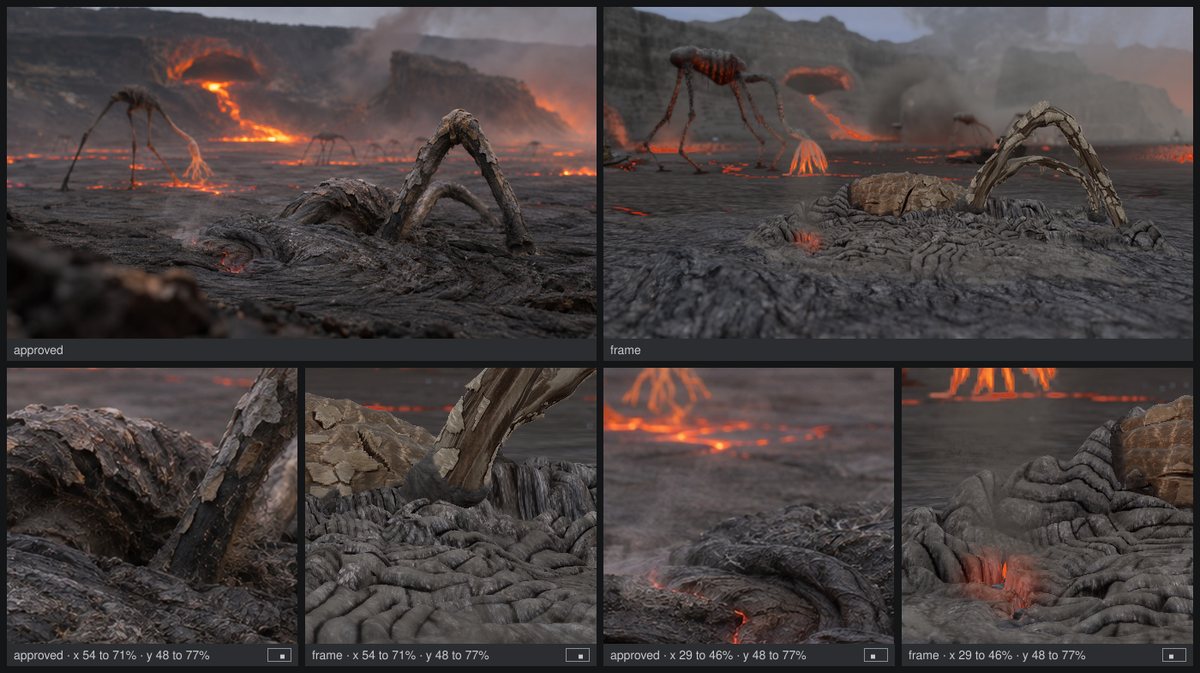 approved
frame
approved · x 54 to 71% · y 48 to 77%
frame · x 54 to 71% · y 48 to 77%
approved · x 29 to 46% · y 48 to 77%
frame · x 29 to 46% · y 48 to 77%